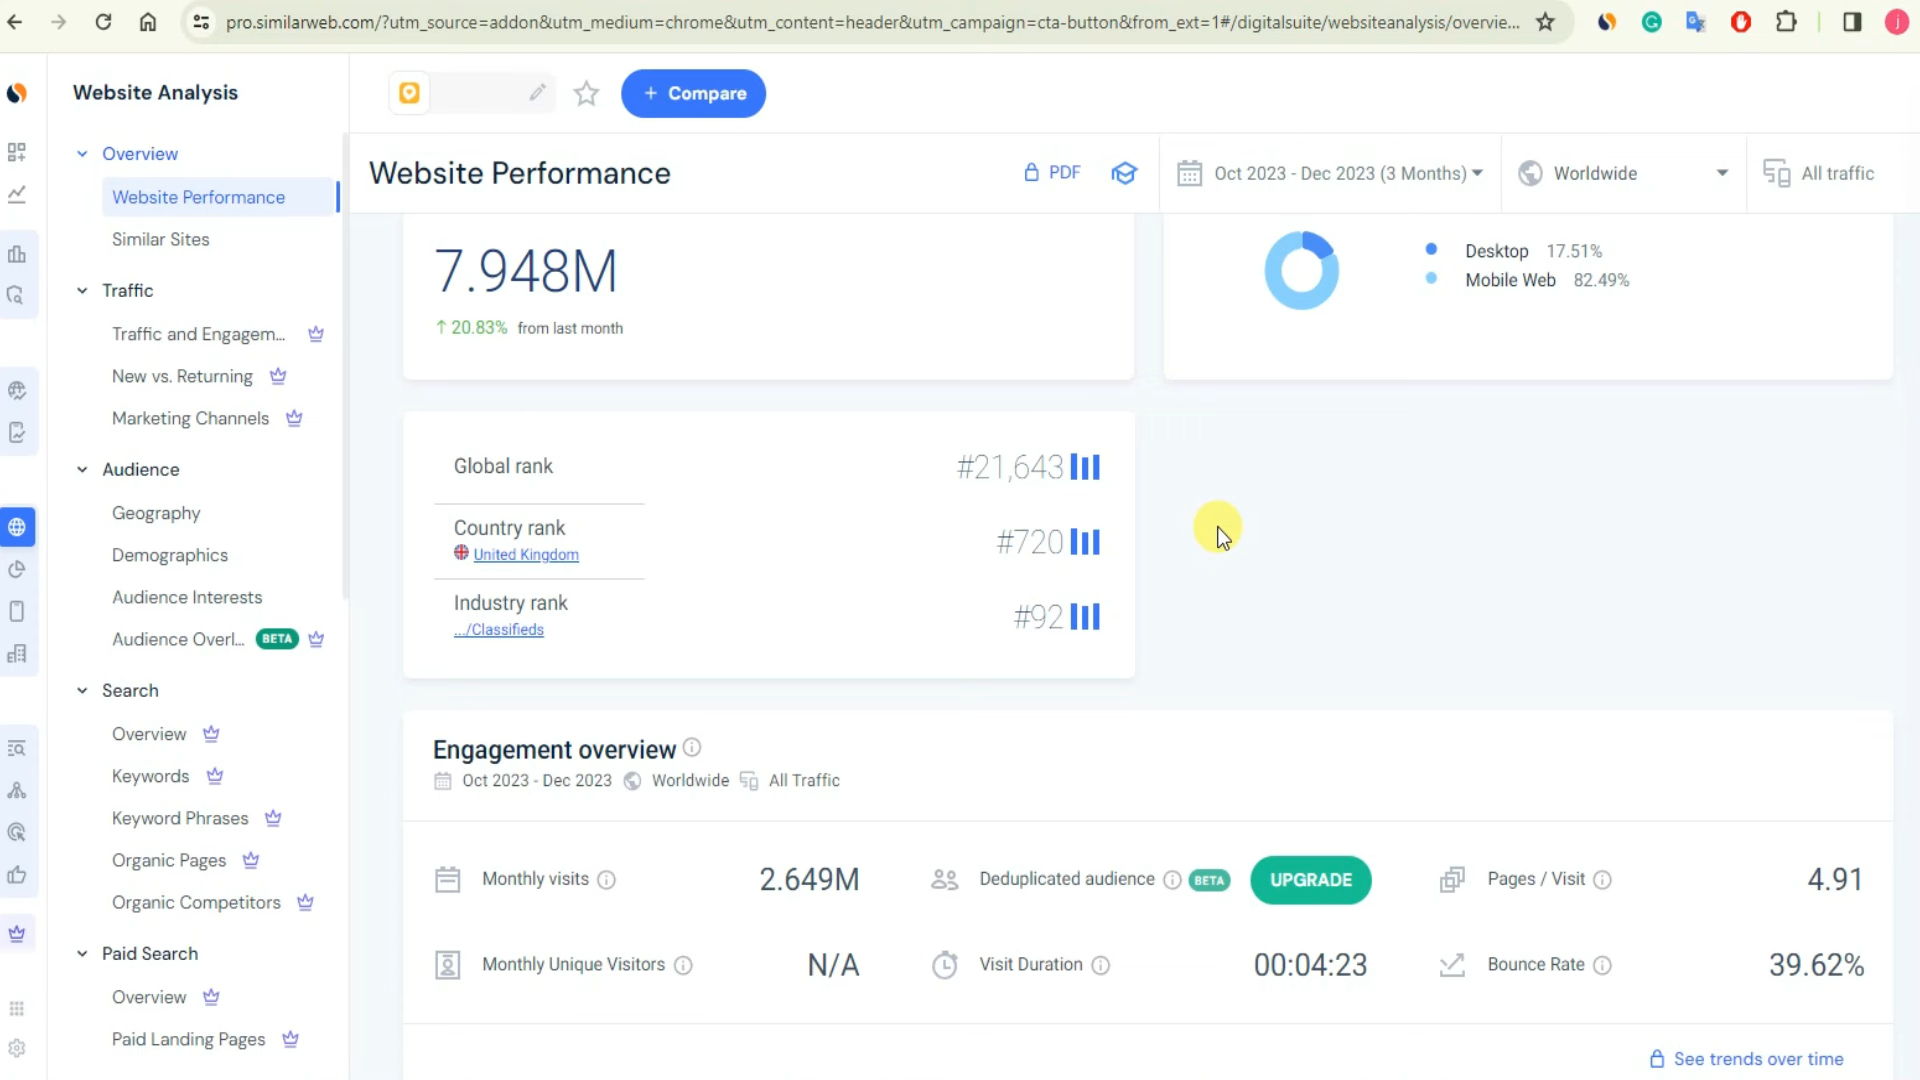 pro.similarweb.com/?utm_source=addon&utm_medium=chrome&utm_content=header&utm_campaign=cta-button&from_ext=1#/digitalsuite/websiteanalysis/overvie...
j
Website Analysis
Overview
Website Performance
Similar Sites
Traffic
Traffic and Engagem...
New vs. Returning
Marketing Channels
Audience
Geography
Demographics
Audience Interests
Audience Overl... BETA
Search
Overview
Keywords
Keyword Phrases
Organic Pages
Organic Competitors
Paid Search
Overview
Paid Landing Pages
+ Compare
Website Performance
PDF
Oct 2023 - Dec 2023 (3 Months)
Worldwide
All traffic
7.948M
↑ 20.83% from last month
Desktop 17.51%
Mobile Web 82.49%
Global rank #21,643
Country rank #720
United Kingdom
Industry rank #92
.../Classifieds
Engagement overview
Oct 2023 - Dec 2023 Worldwide All Traffic
Monthly visits 2.649M
Deduplicated audience BETA UPGRADE
Pages / Visit 4.91
Monthly Unique Visitors N/A
Visit Duration 00:04:23
Bounce Rate 39.62%
See trends over time